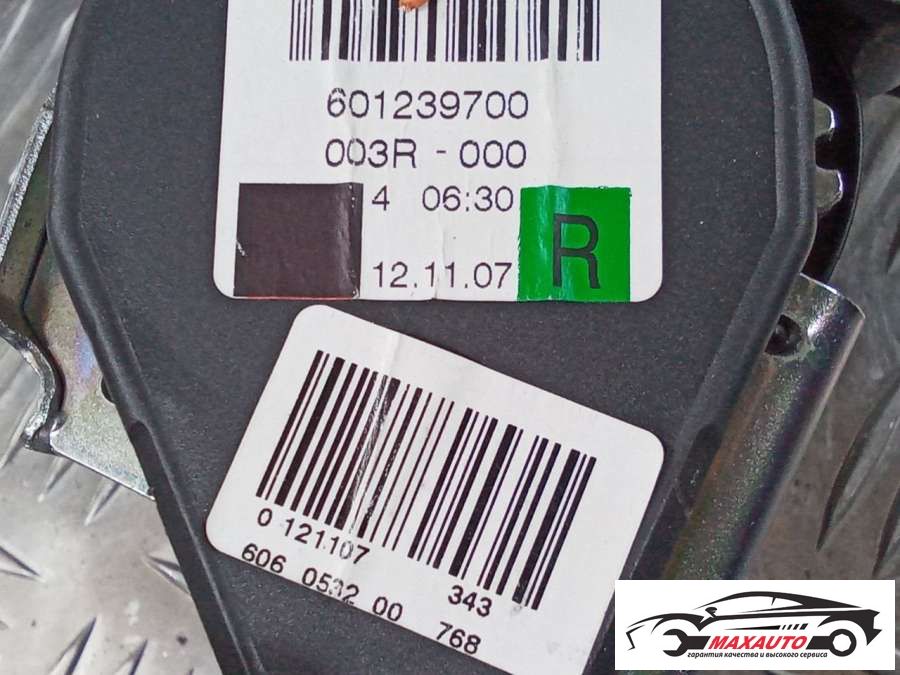 601239700
003R - 000
4 06:30
R
12.11.07
0 121107 343
606 0532 00 768
MAXAUTO
гарантия качества и высокого сервиса